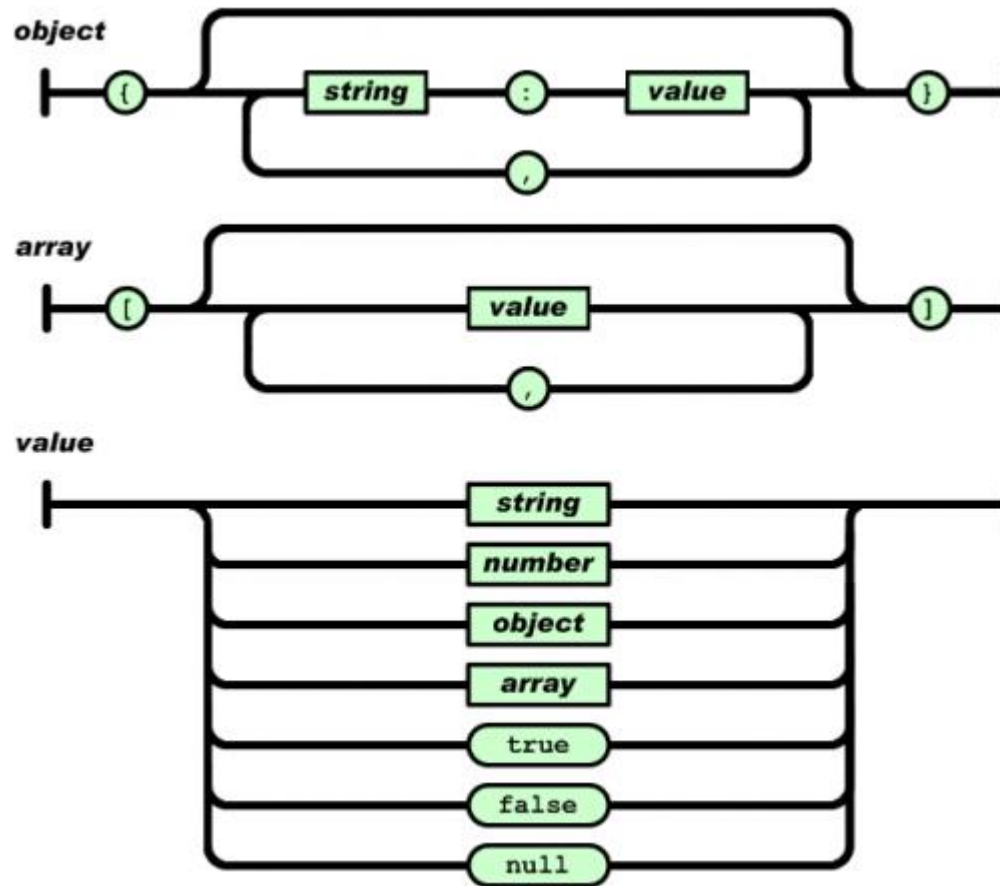 object
{ string : value }
,
array
[ value ]
,
value
string
number
object
array
true
false
null